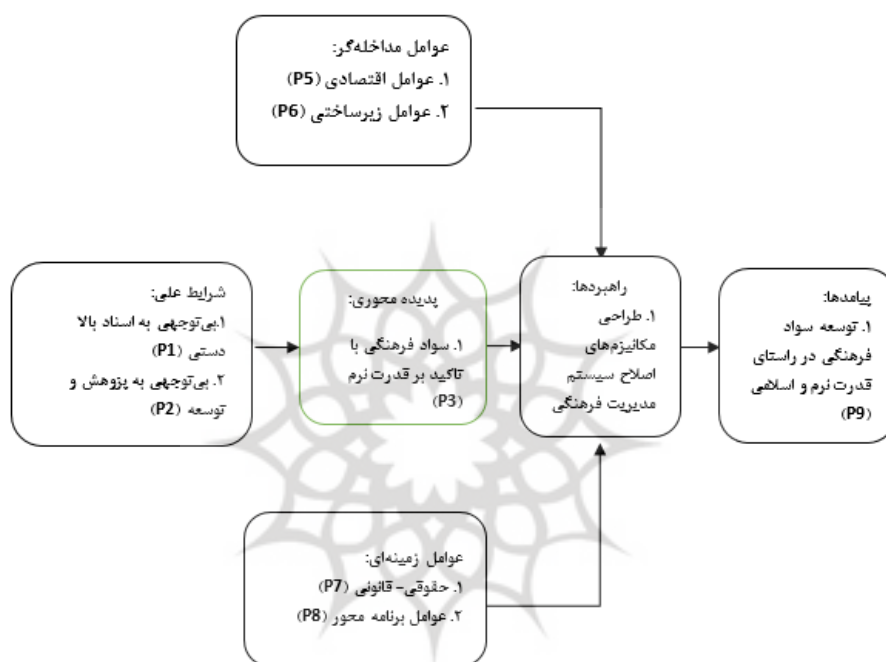 عوامل مداخله‌گر:
۱. عوامل اقتصادی (P5)
۲. عوامل زیرساختی (P6)
شرایط علی:
۱.بی‌توجهی به اسناد بالا
دستی (P1)
۲. بی‌توجهی به پژوهش و
توسعه (P2)
پدیده محوری:
۱. سواد فرهنگی با
تاکید بر قدرت نرم
(P3)
راهبردها:
۱. طراحی
مکانیزم‌های
اصلاح سیستم
مدیریت فرهنگی
پیامدها:
۱. توسعه سواد
فرهنگی در راستای
قدرت نرم و اسلامی
(P9)
عوامل زمینه‌ای:
۱. حقوقی- قانونی (P7)
۲. عوامل برنامه محور (P8)